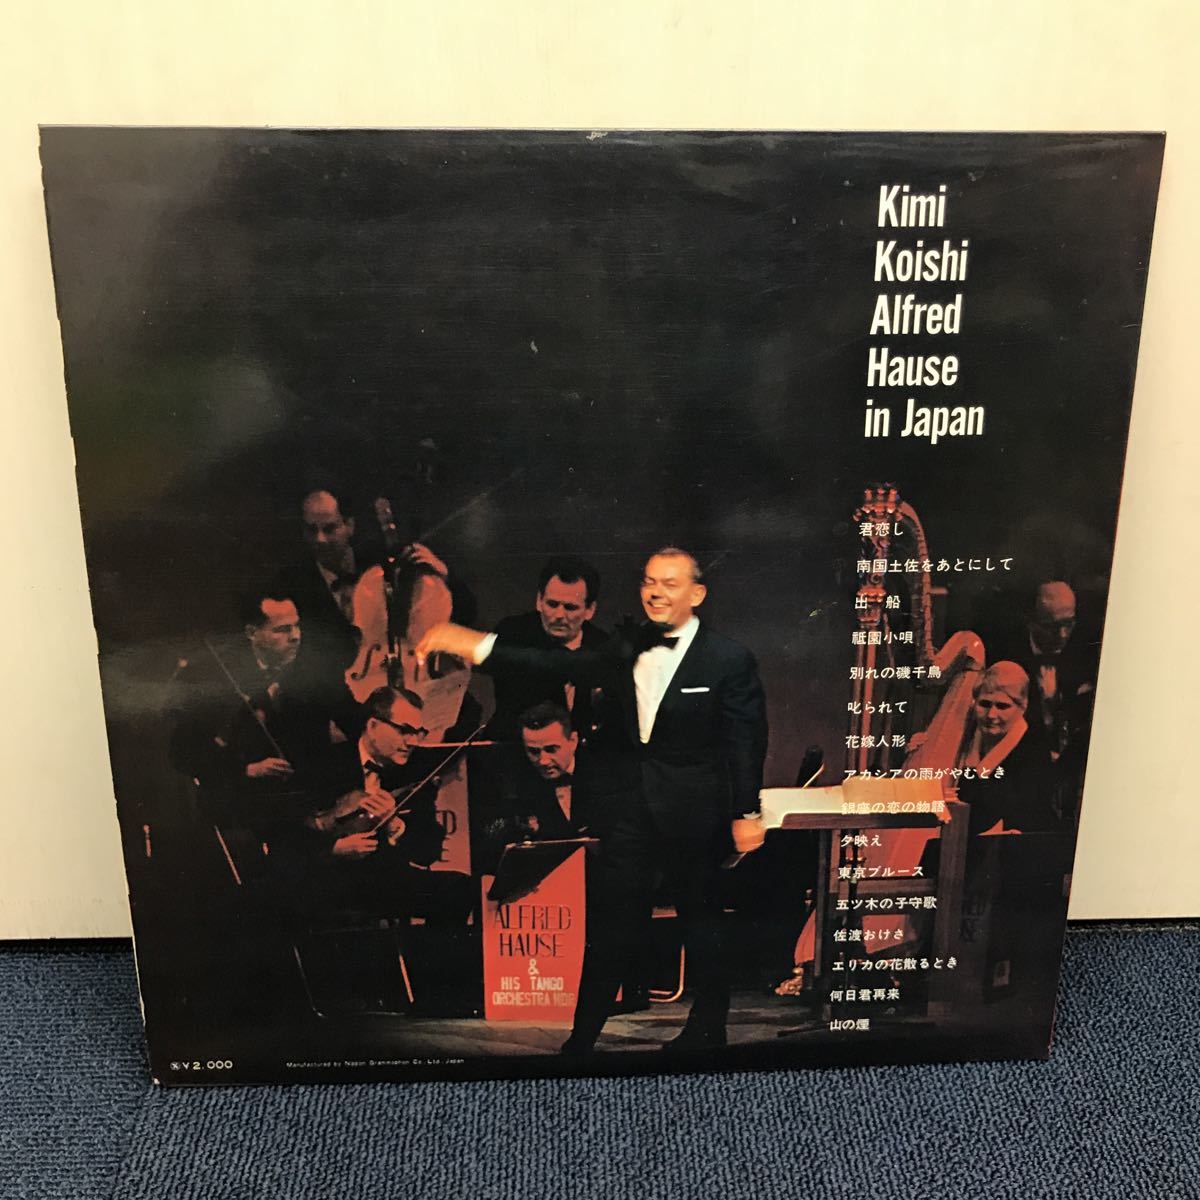 Kimi
Koishi
Alfred
Hause
in Japan
君恋し
南国土佐をあとにして
出 船
祗園小唄
別れの磯千鳥
叱られて
花嫁人形
アカシアの雨がやむとき
銀座の恋の物語
夕映え
東京ブルース
五ツ木の子守歌
佐渡おけさ
エリカの花散るとき
何日君再来
山の煙
ALFRED
HAUSE
&
HIS TANGO
ORCHESTRA NDR
¥2,000
Manufactured by Nippon Grammophon Co., Ltd., Japan